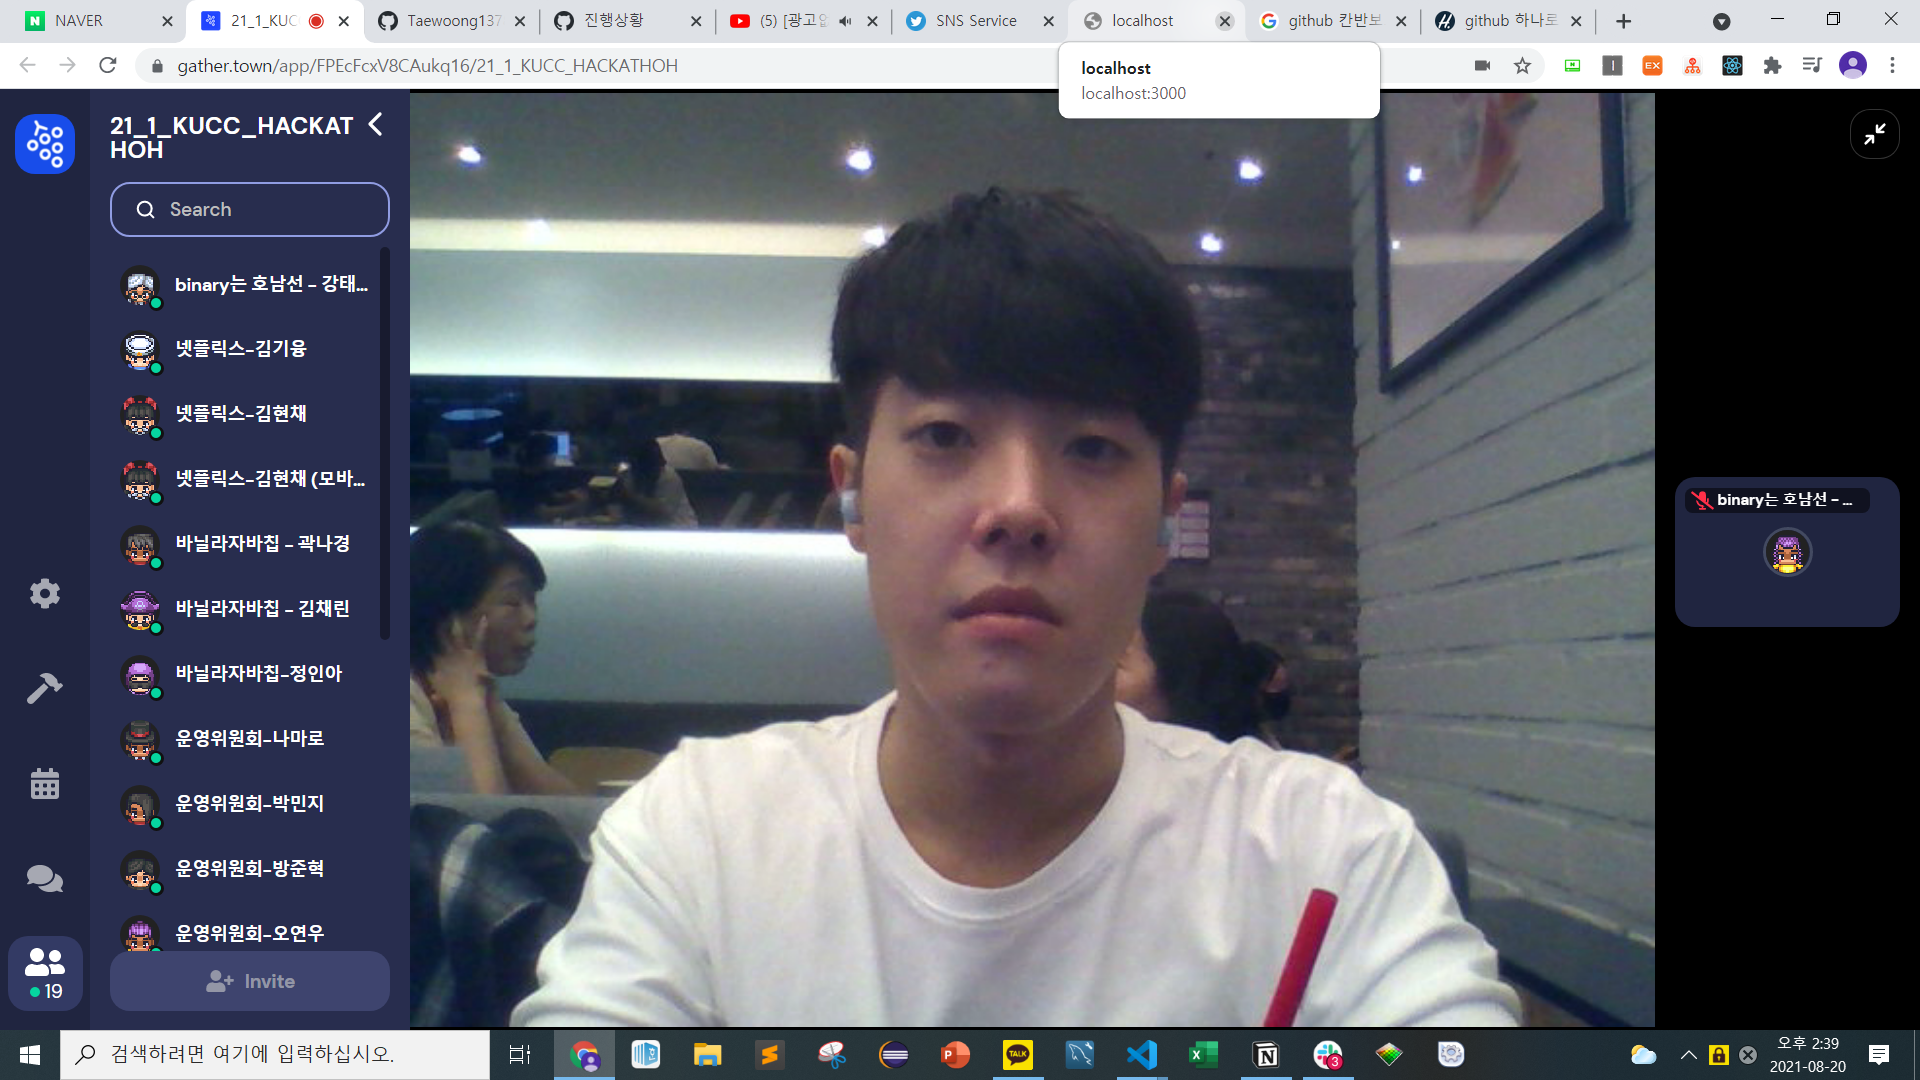 NAVER
21_1_KUC
Taewoong137
진행상황
(5) [광고없
SNS Service
localhost
github 칸반보
github 하나로
gather.town/app/FPEcFcxV8CAukq16/21_1_KUCC_HACKATHOH
localhost
localhost:3000
21_1_KUCC_HACKAT
HOH
Search
binary는 호남선 - 강태...
넷플릭스-김기융
넷플릭스-김현채
넷플릭스-김현채 (모바...
바닐라자바칩 - 곽나경
바닐라자바칩 - 김채린
바닐라자바칩-정인아
운영위원회-나마로
운영위원회-박민지
운영위원회-방준혁
운영위원회-오연우
Invite
19
binary는 호남선 - ...
검색하려면 여기에 입력하십시오.
TALK
3
오후 2:39
2021-08-20